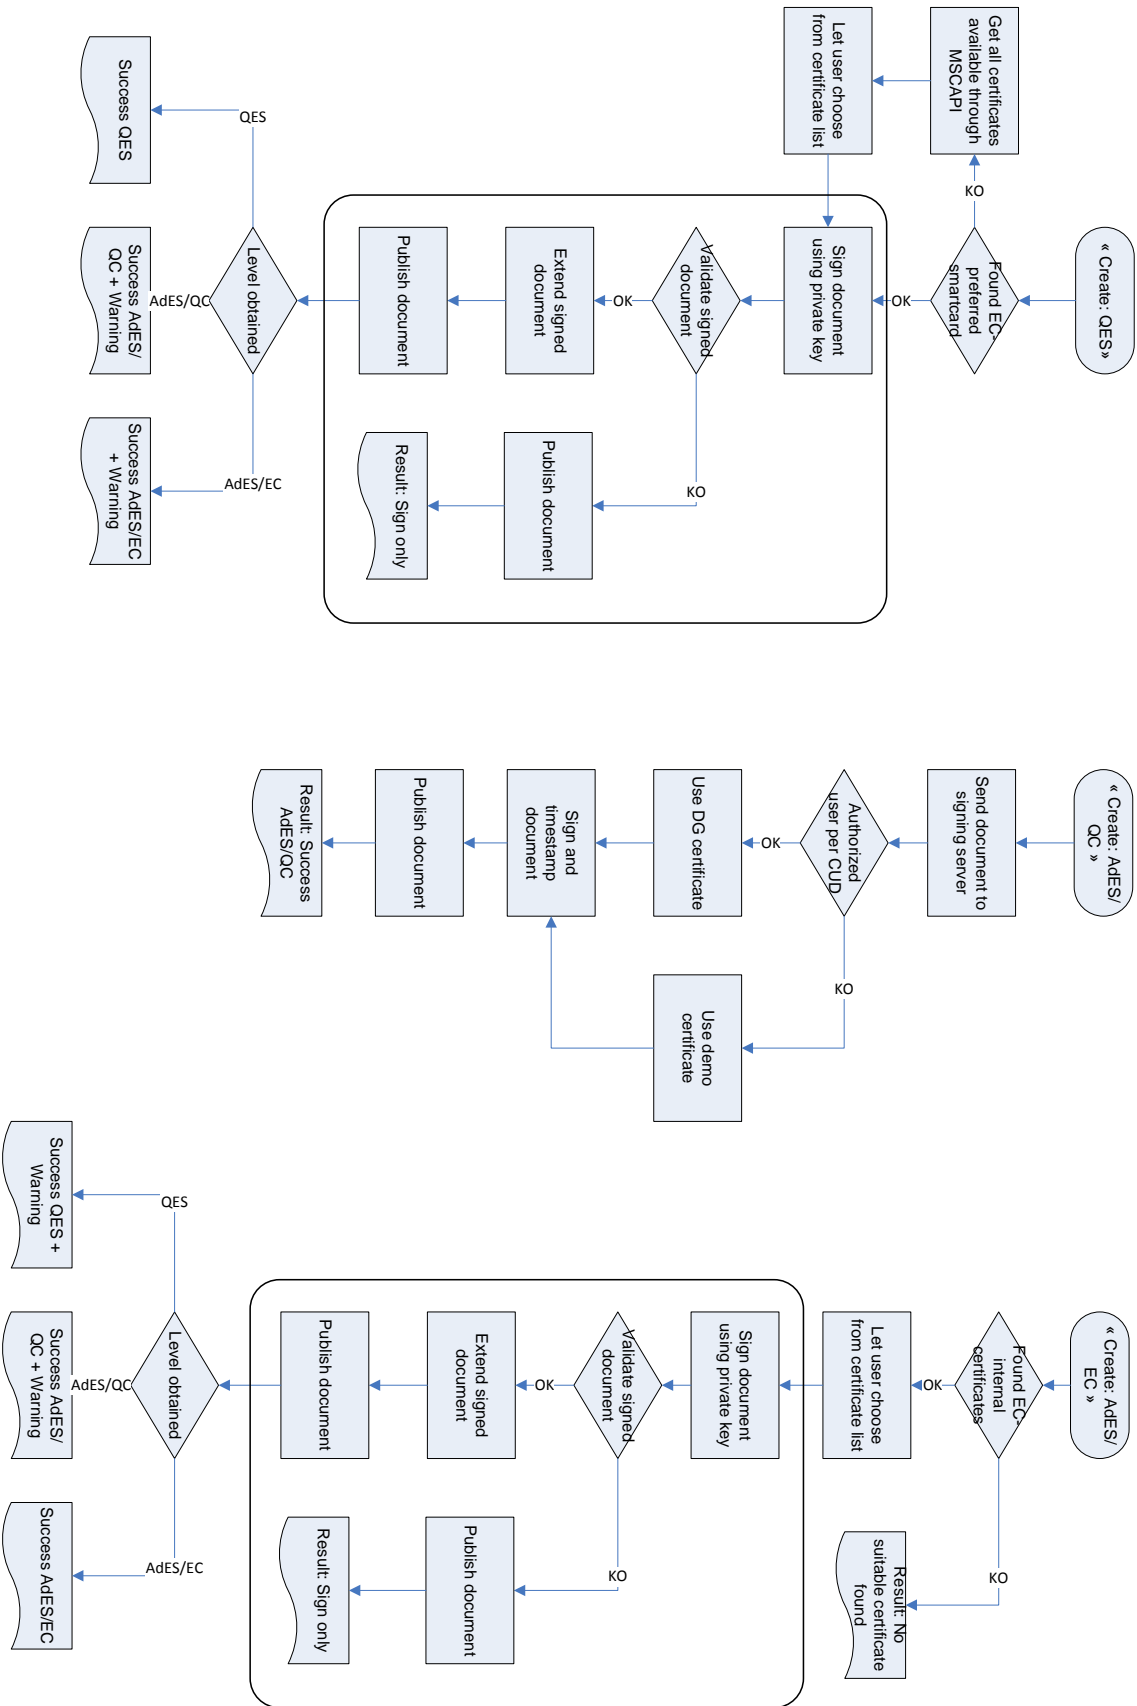 « Create: QES»
Found EC-
preferred
smartcard
KO
Get all certificates
available through
MSCAPI
Let user choose
from certificate list
OK
Sign document
using private key
Validate signed
document
OK
KO
Extend signed
document
Publish document
Publish document
Result: Sign only
Level obtained
QES
AdES/QC
AdES/EC
Success QES
Success AdES/
QC + Warning
Success AdES/EC
+ Warning
« Create: AdES/
QC »
Send document to
signing server
Authorized
user per CUD
OK
KO
Use DG certificate
Use demo
certificate
Sign and
timestamp
document
Publish document
Result: Success
AdES/QC
« Create: AdES/
EC »
Found EC-
internal
certificates
OK
KO
Result: No
suitable certificate
found
Let user choose
from certificate list
Sign document
using private key
Validate signed
document
OK
KO
Extend signed
document
Publish document
Publish document
Result: Sign only
Level obtained
QES
AdES/QC
AdES/EC
Success QES +
Warning
Success AdES/
QC + Warning
Success AdES/EC